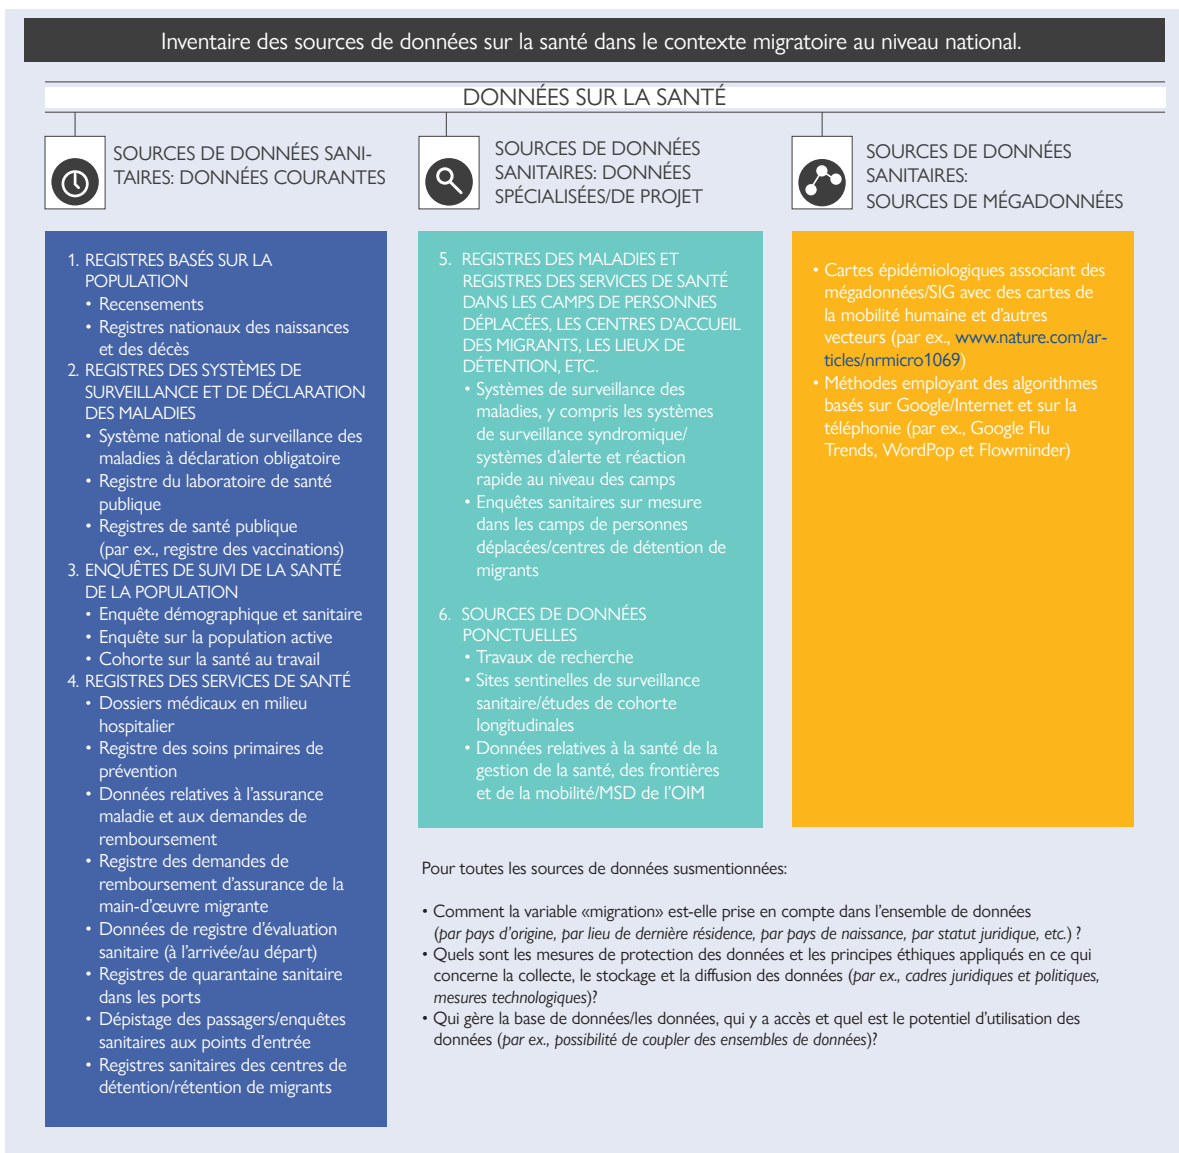 Inventaire des sources de données sur la santé dans le contexte migratoire au niveau national.
DONNÉES SUR LA SANTÉ
SOURCES DE DONNÉES SANI-
TAIRES: DONNÉES COURANTES
SOURCES DE DONNÉES
SANITAIRES: DONNÉES
SPÉCIALISÉES/DE PROJET
SOURCES DE DONNÉES
SANITAIRES:
SOURCES DE MÉGADONNÉES
1. REGISTRES BASÉS SUR LA
POPULATION
• Recensements
• Registres nationaux des naissances
et des décès
2. REGISTRES DES SYSTÈMES DE
SURVEILLANCE ET DE DÉCLARATION
DES MALADIES
• Système national de surveillance des
maladies à déclaration obligatoire
• Registre du laboratoire de santé
publique
• Registres de santé publique
(par ex., registre des vaccinations)
3. ENQUÊTES DE SUIVI DE LA SANTÉ
DE LA POPULATION
• Enquête démographique et sanitaire
• Enquête sur la population active
• Cohorte sur la santé au travail
4. REGISTRES DES SERVICES DE SANTÉ
• Dossiers médicaux en milieu
hospitalier
• Registre des soins primaires de
prévention
• Données relatives à l'assurance
maladie et aux demandes de
remboursement
• Registre des demandes de
remboursement d'assurance de la
main-d'œuvre migrante
• Données de registre d'évaluation
sanitaire (à l'arrivée/au départ)
• Registres de quarantaine sanitaire
dans les ports
• Dépistage des passagers/enquêtes
sanitaires aux points d'entrée
• Registres sanitaires des centres de
détention/rétention de migrants
5. REGISTRES DES MALADIES ET
REGISTRES DES SERVICES DE SANTÉ
DANS LES CAMPS DE PERSONNES
DÉPLACÉES, LES CENTRES D'ACCUEIL
DES MIGRANTS, LES LIEUX DE
DÉTENTION, ETC.
• Systèmes de surveillance des
maladies, y compris les systèmes
de surveillance syndromique/
systèmes d'alerte et réaction
rapide au niveau des camps
• Enquêtes sanitaires sur mesure
dans les camps de personnes
déplacées/centres de détention de
migrants
6. SOURCES DE DONNÉES
PONCTUELLES
• Travaux de recherche
• Sites sentinelles de surveillance
sanitaire/études de cohorte
longitudinales
• Données relatives à la santé de la
gestion de la santé, des frontières
et de la mobilité/MSD de l'OIM
• Cartes épidémiologiques associant des
mégadonnées/SIG avec des cartes de
la mobilité humaine et d'autres
vecteurs (par ex., www.nature.com/ar-
ticles/nrmicro1069)
• Méthodes employant des algorithmes
basés sur Google/Internet et sur la
téléphonie (par ex., Google Flu
Trends, WordPop et Flowminder)
Pour toutes les sources de données susmentionnées:
• Comment la variable «migration» est-elle prise en compte dans l'ensemble de données
(par pays d'origine, par lieu de dernière résidence, par pays de naissance, par statut juridique, etc.) ?
• Quels sont les mesures de protection des données et les principes éthiques appliqués en ce qui
concerne la collecte, le stockage et la diffusion des données (par ex., cadres juridiques et politiques,
mesures technologiques)?
• Qui gère la base de données/les données, qui y a accès et quel est le potentiel d'utilisation des
données (par ex., possibilité de coupler des ensembles de données)?